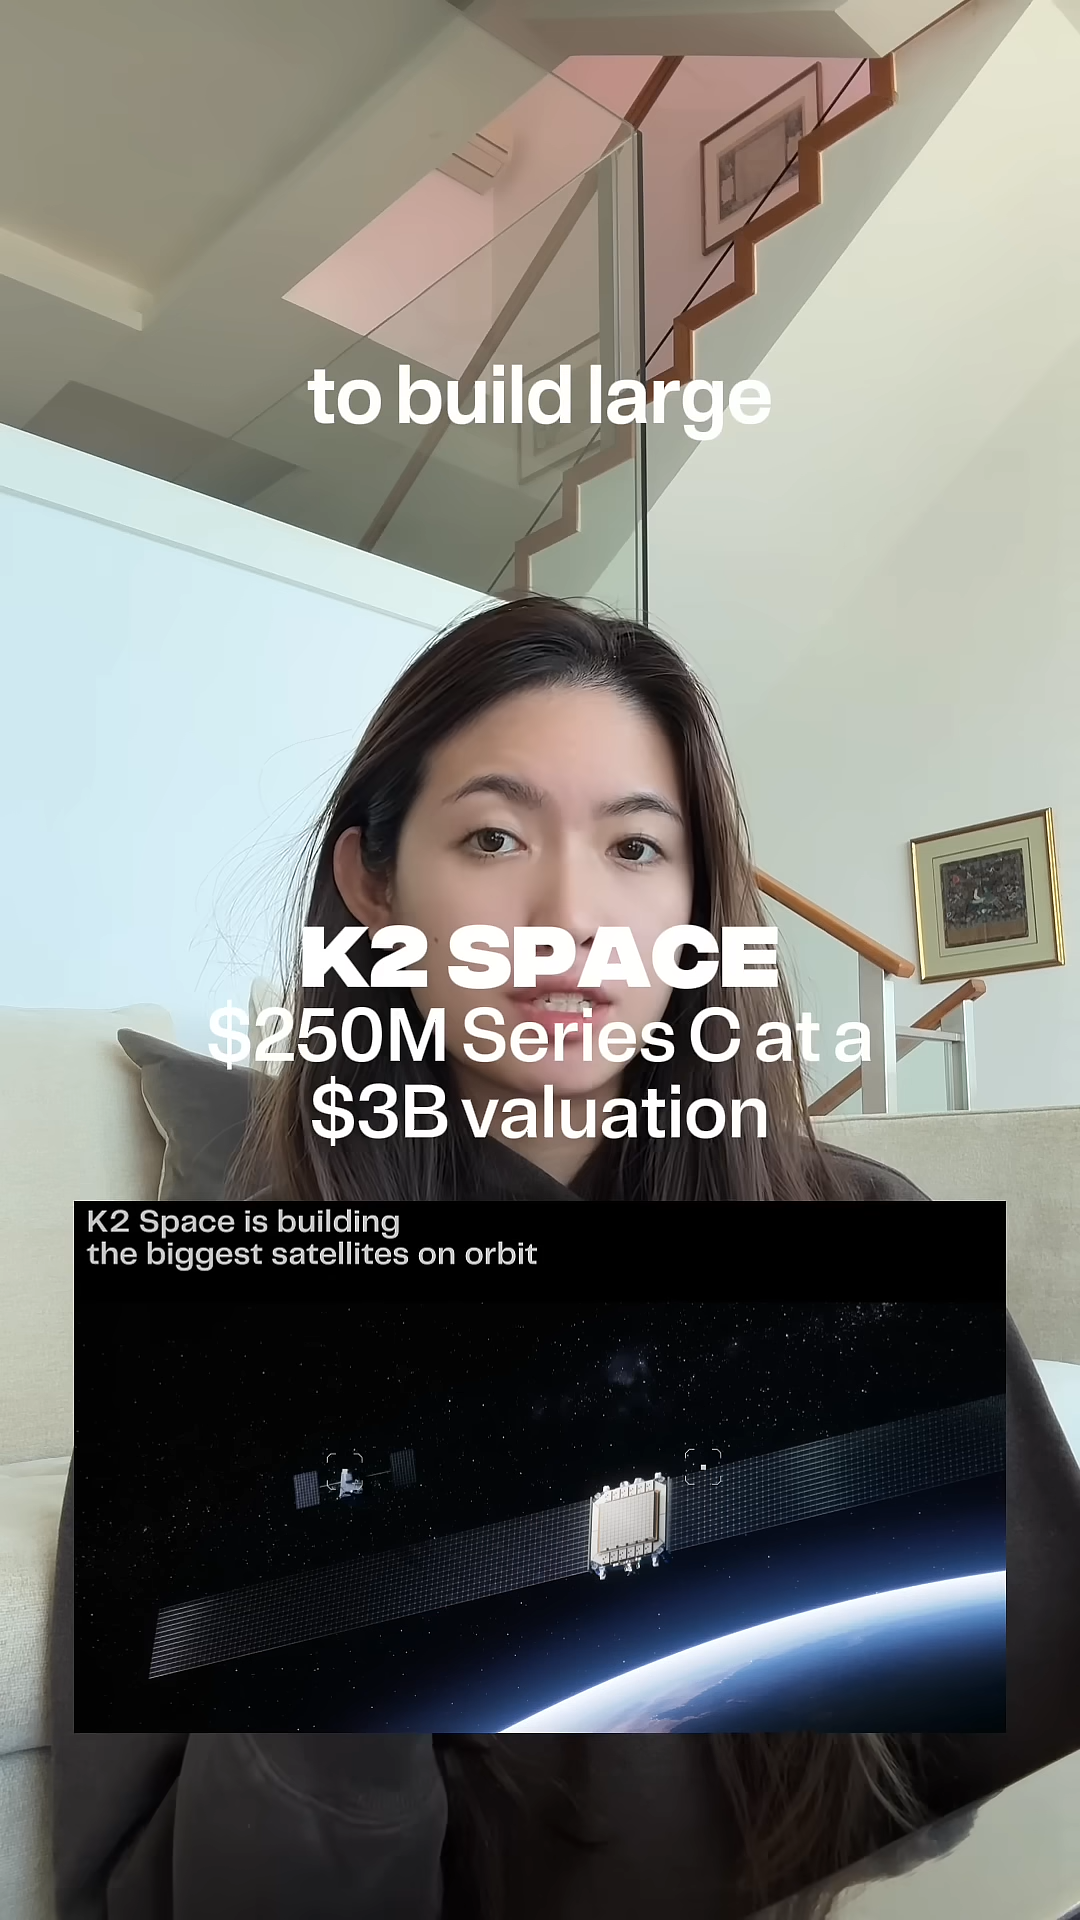 to build large
K2 SPACE
$250M Series C at a
$3B valuation
K2 Space is building
the biggest satellites on orbit